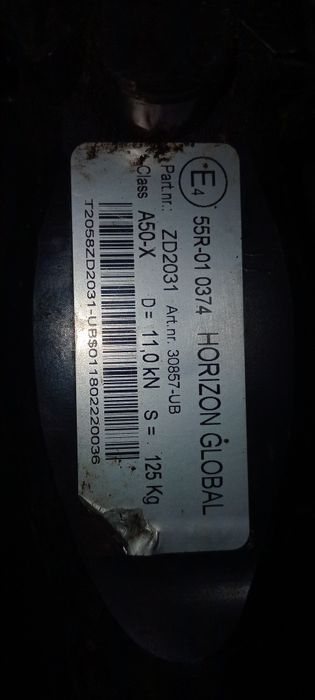 E4 55R-01 0374 HORIZON GLOBAL
Part.nr.: ZD2031 Art.nr. 30857-UB
Class A50-X D = 11,0 kN S = . 125 Kg
T2058ZD2031-UB$011802220036